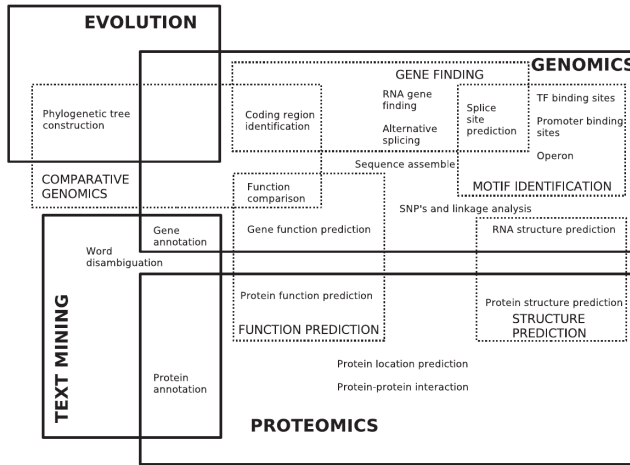 EVOLUTION
GENOMICS
GENE FINDING
RNA gene
finding
Alternative
splicing
Splice
site
prediction
TF binding sites
Promoter binding
sites
Operon
Phylogenetic tree
construction
Coding region
identification
Sequence assemble
COMPARATIVE
GENOMICS
Function
comparison
MOTIF IDENTIFICATION
SNP's and linkage analysis
Gene
annotation
Gene function prediction
RNA structure prediction
Word
disambiguation
Protein function prediction
Protein structure prediction
FUNCTION PREDICTION
STRUCTURE
PREDICTION
TEXT MINING
Protein location prediction
Protein
annotation
Protein-protein interaction
PROTEOMICS